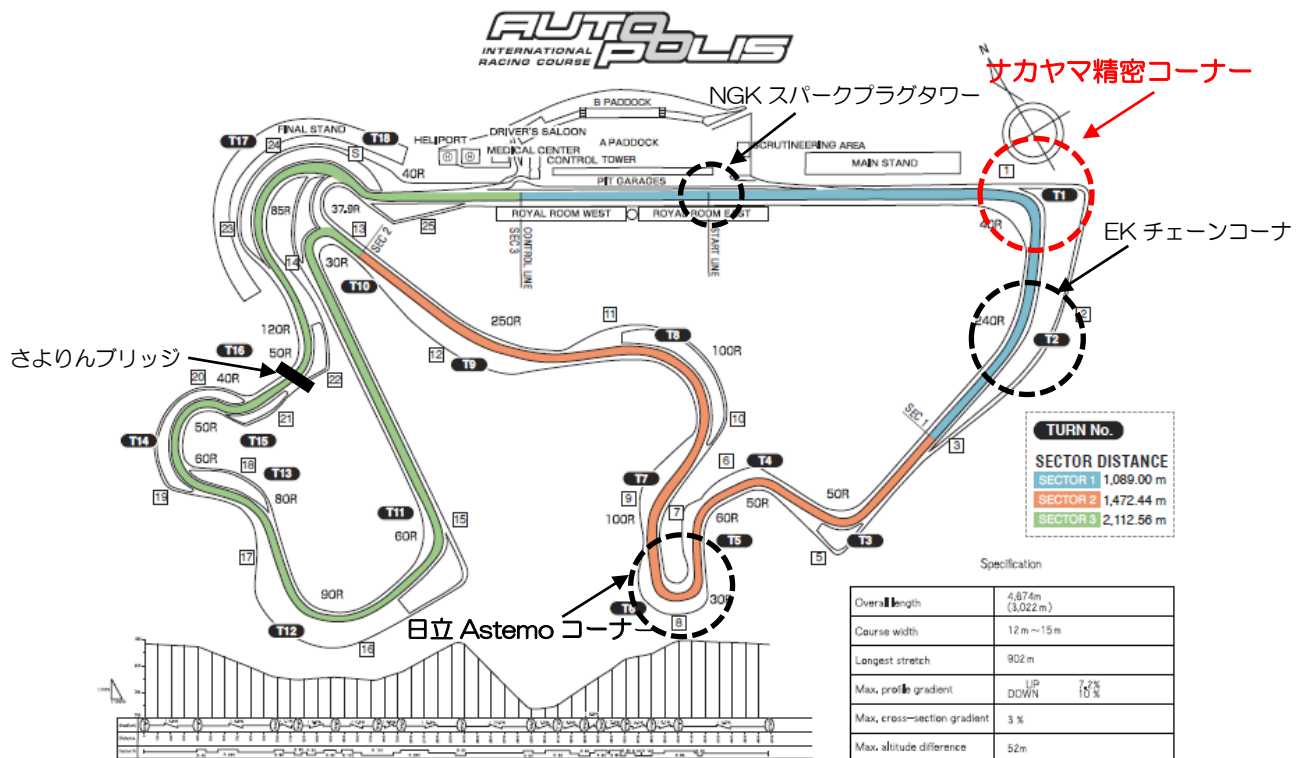 AUTOPOLIS
INTERNATIONAL
RACING COURSE
N
ナカヤマ精密コーナー
NGK スパークプラグタワー
B PADDOCK
FINAL STAND
T17
24
T18
S
HELIPORT
H
H
DRIVER'S SALOON
MEDICAL CENTER
CONTROL TOWER
A PADDOCK
SCRUTINEERING AREA
MAIN STAND
1
T1
40R
PIT GARAGES
ROYAL ROOM WEST
ROYAL ROOM EAST
40R
EK チェーンコーナ
85R
37.9R
25
23
13
SEC 2
CONTROL LINE
SEC 3
START LINE
14
30R
T10
2
240R
T2
250R
11
T8
100R
120R
12
T9
さよりんブリッジ
T16
50R
20
40R
22
21
SEC 1
3
10
TURN No.
50R
T14
T15
6
T4
SECTOR DISTANCE
SECTOR 1 1,089.00 m
SECTOR 2 1,472.44 m
SECTOR 3 2,112.56 m
60R
18
T13
T7
19
80R
9
7
50R
50R
T11
15
100R
60R
60R
T5
T3
5
17
90R
T6
30R
8
日立 Astemo コーナー
T12
16
Specification
Overall length 4,674m
(3,022m)
Course width 12m～15m
Longest stretch 902m
Max. profile gradient UP 7.2%
DOWN 10%
Max. cross-section gradient 3 %
Max. altitude difference 52m